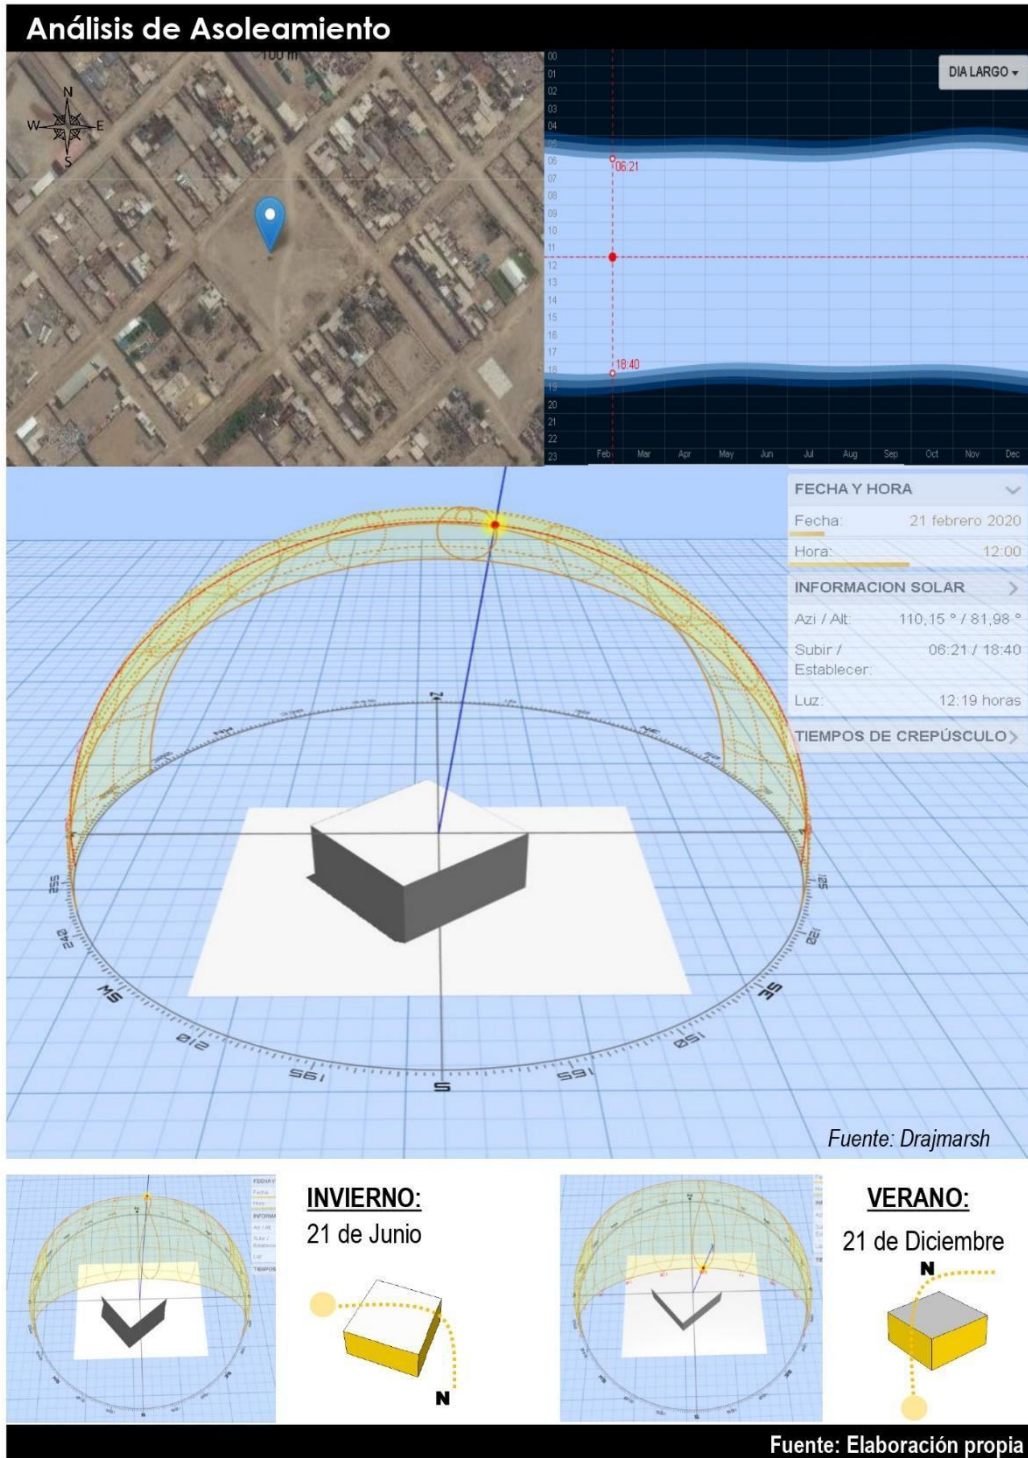 Análisis de Asoleamiento
100 m
N
W E
S
DIA LARGO
00
01
02
03
04
05
06
07
08
09
10
11
12
13
14
15
16
17
18
19
20
21
22
23
06:21
18:40
Feb Mar Apr May Jun Jul Aug Sep Oct Nov Dec
FECHA Y HORA
Fecha: 21 febrero 2020
Hora: 12:00
INFORMACION SOLAR
Azi / Alt: 110,15 ° / 81,98 °
Subir / 06:21 / 18:40
Establecer:
Luz: 12:19 horas
TIEMPOS DE CREPÚSCULO
255
240
SW
210
195
S
165
150
SE
120
Fuente: Drajmarsh
INVIERNO:
21 de Junio
N
VERANO:
21 de Diciembre
N
Fuente: Elaboración propia